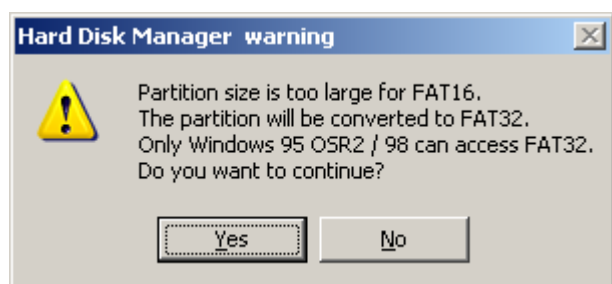 Hard Disk Manager warning
Partition size is too large for FAT16.
The partition will be converted to FAT32.
Only Windows 95 OSR2 / 98 can access FAT32.
Do you want to continue?
Yes
No